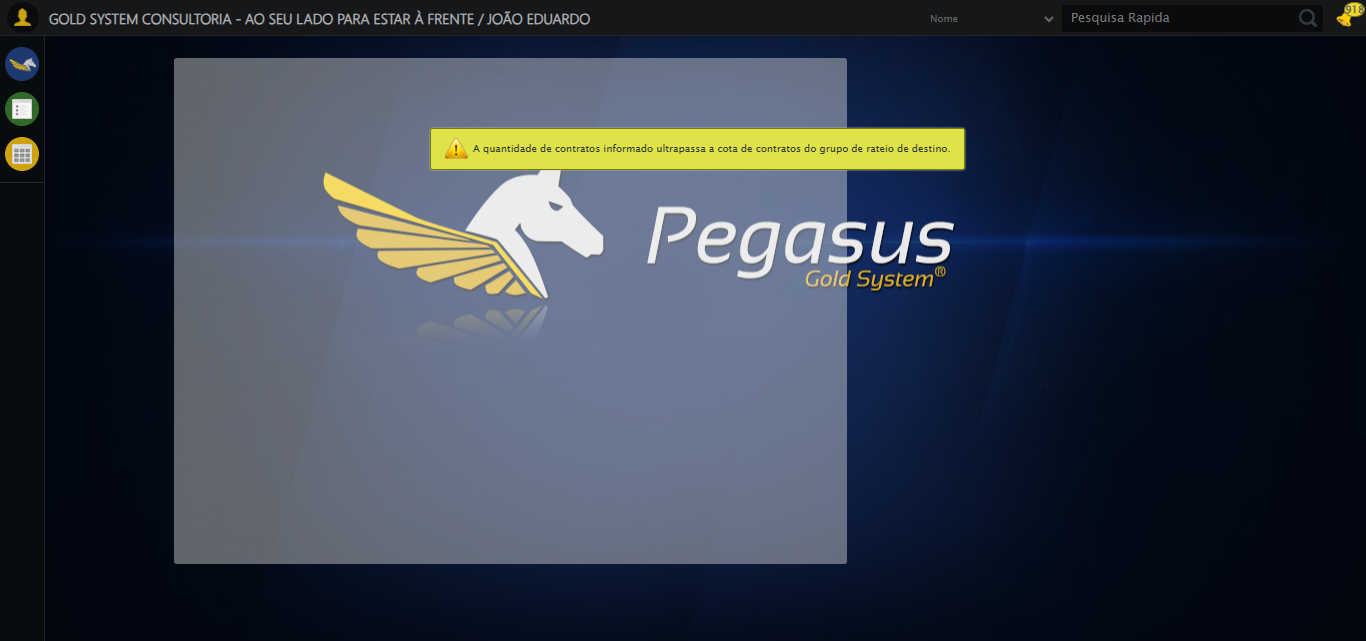 GOLD SYSTEM CONSULTORIA - AO SEU LADO PARA ESTAR À FRENTE / JOÃO EDUARDO
Nome
Pesquisa Rapida
918
A quantidade de contratos informado ultrapassa a cota de contratos do grupo de rateio de destino.
Pegasus
Gold System®